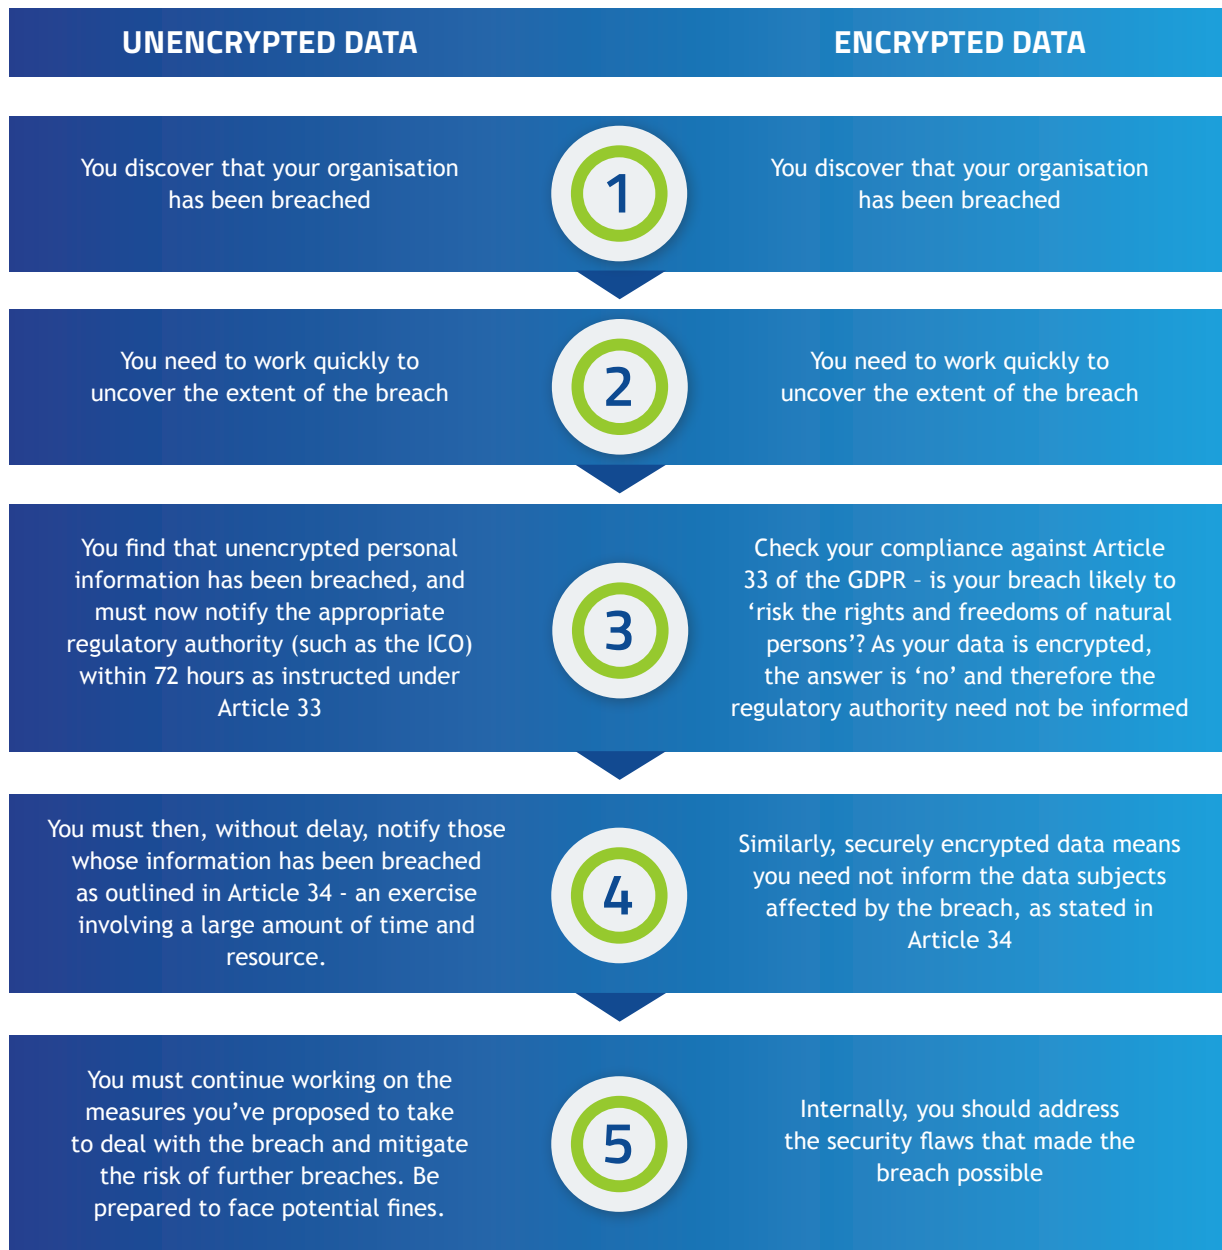 UNENCRYPTED DATA
ENCRYPTED DATA
You discover that your organisation
has been breached
1
You discover that your organisation
has been breached
You need to work quickly to
uncover the extent of the breach
2
You need to work quickly to
uncover the extent of the breach
You find that unencrypted personal
information has been breached, and
must now notify the appropriate
regulatory authority (such as the ICO)
within 72 hours as instructed under
Article 33
3
Check your compliance against Article
33 of the GDPR – is your breach likely to
‘risk the rights and freedoms of natural
persons’? As your data is encrypted,
the answer is ‘no’ and therefore the
regulatory authority need not be informed
You must then, without delay, notify those
whose information has been breached
as outlined in Article 34 - an exercise
involving a large amount of time and
resource.
4
Similarly, securely encrypted data means
you need not inform the data subjects
affected by the breach, as stated in
Article 34
You must continue working on the
measures you’ve proposed to take
to deal with the breach and mitigate
the risk of further breaches. Be
prepared to face potential fines.
5
Internally, you should address
the security flaws that made the
breach possible